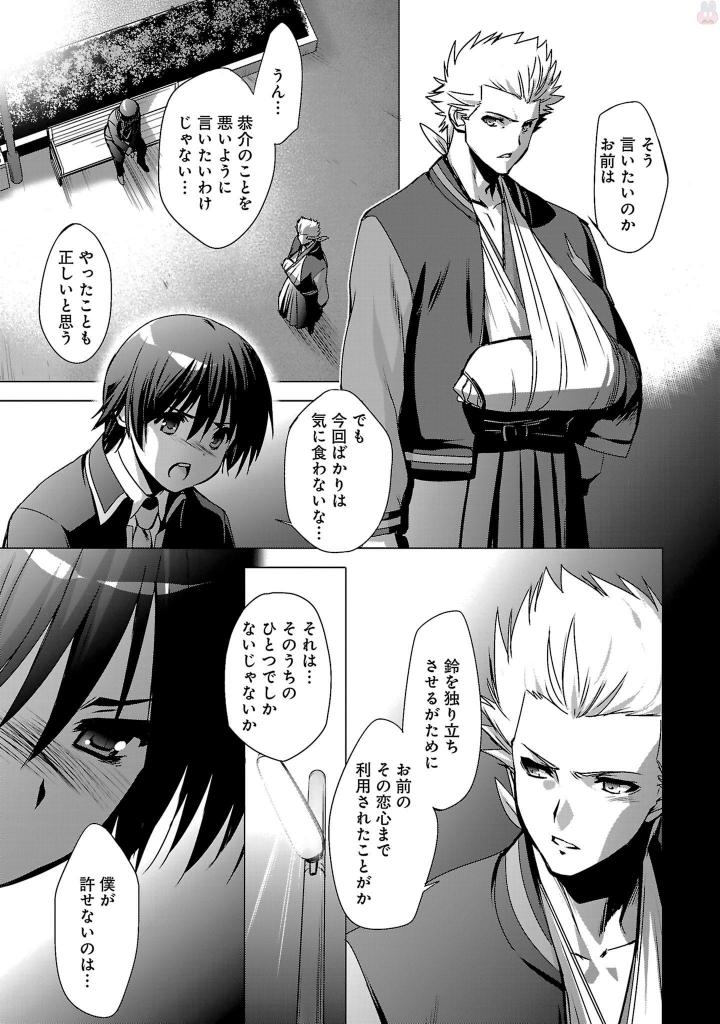 そう
言いたいのか
お前は
うん…
恭介のことを
悪いように
言いたいわけ
じゃない…
やったことも
正しいと思う
でも
今回ばかりは
気に食わないな…
鈴を独り立ち
させるがために
お前の
その恋心まで
利用されたことがか
それは…
そのうちの
ひとつでしか
ないじゃないか
僕が
許せないのは…